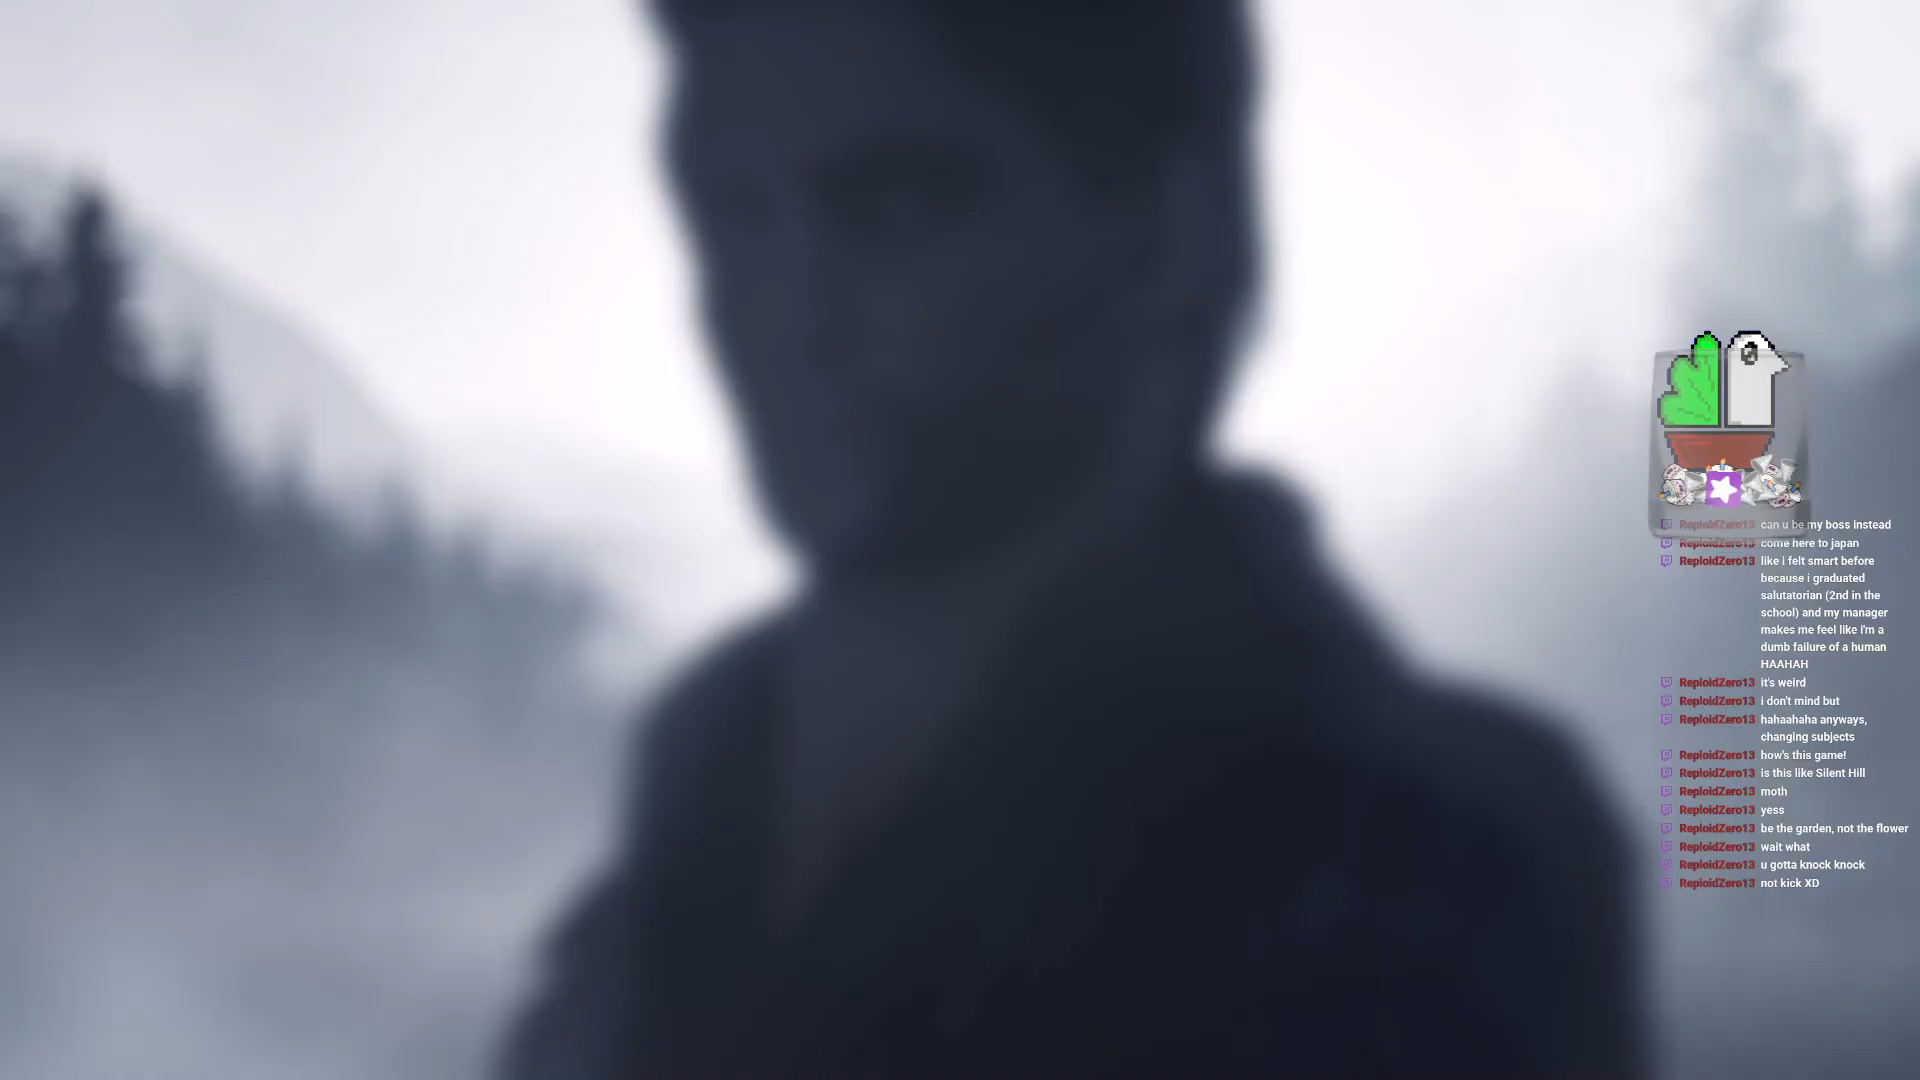 ReploidZero13 can u be my boss instead
ReploidZero13 come here to japan
ReploidZero13 like i felt smart before
because i graduated
salutatorian (2nd in the
school) and my manager
makes me feel like I'm a
dumb failure of a human
HAAHAH
ReploidZero13 it's weird
ReploidZero13 i don't mind but
ReploidZero13 hahaahaha anyways,
changing subjects
ReploidZero13 how's this game!
ReploidZero13 is this like Silent Hill
ReploidZero13 moth
ReploidZero13 yess
ReploidZero13 be the garden, not the flower
ReploidZero13 wait what
ReploidZero13 u gotta knock knock
ReploidZero13 not kick XD